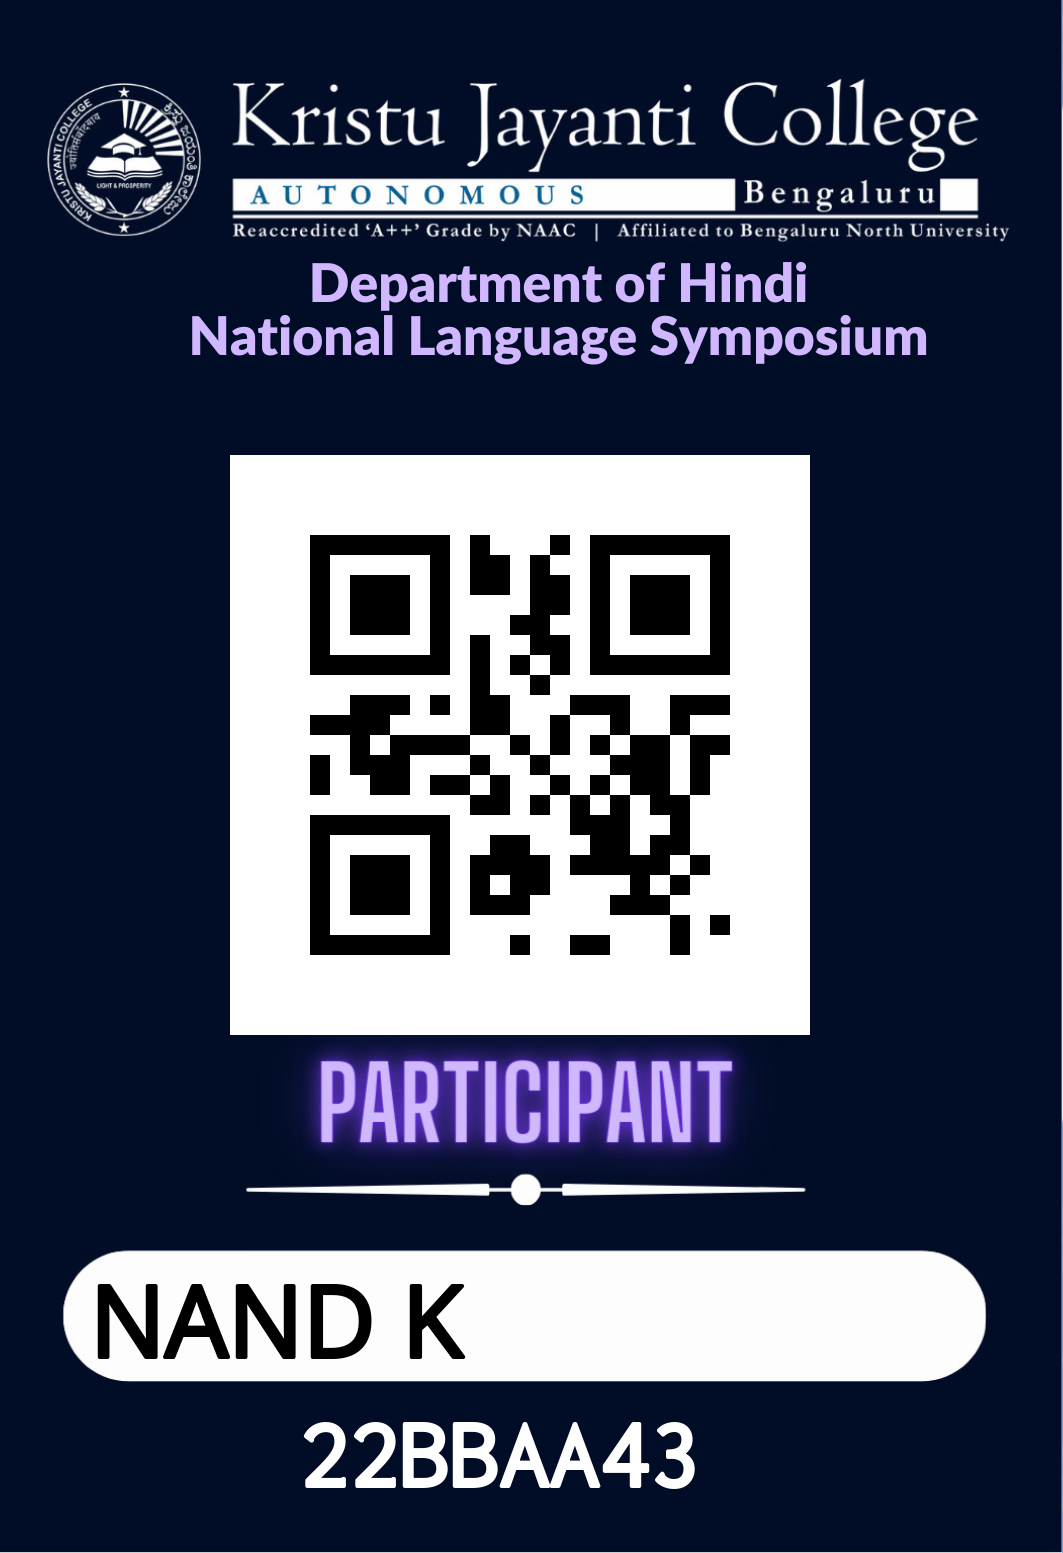 Kristu Jayanti College
AUTONOMOUS Bengaluru
Reaccredited ‘A++’ Grade by NAAC | Affiliated to Bengaluru North University
KRISTU JAYANTI COLLEGE
LIGHT & PROSPERITY
Department of Hindi
National Language Symposium
PARTICIPANT
NAND K
22BBAA43